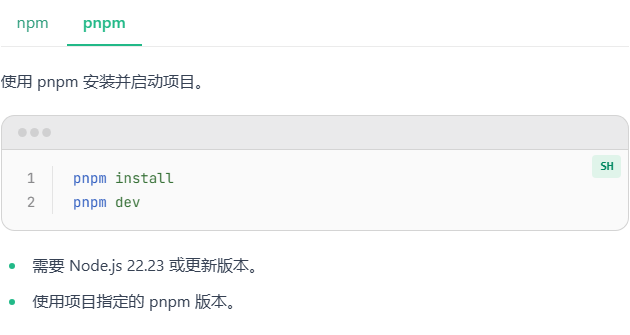 npm pnpm
使用 pnpm 安装并启动项目。
SH
1 pnpm install
2 pnpm dev
需要 Node.js 22.23 或更新版本。
使用项目指定的 pnpm 版本。